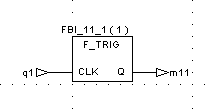 FBI_11_1(1)
F_TRIG
q1 CLK Q m11